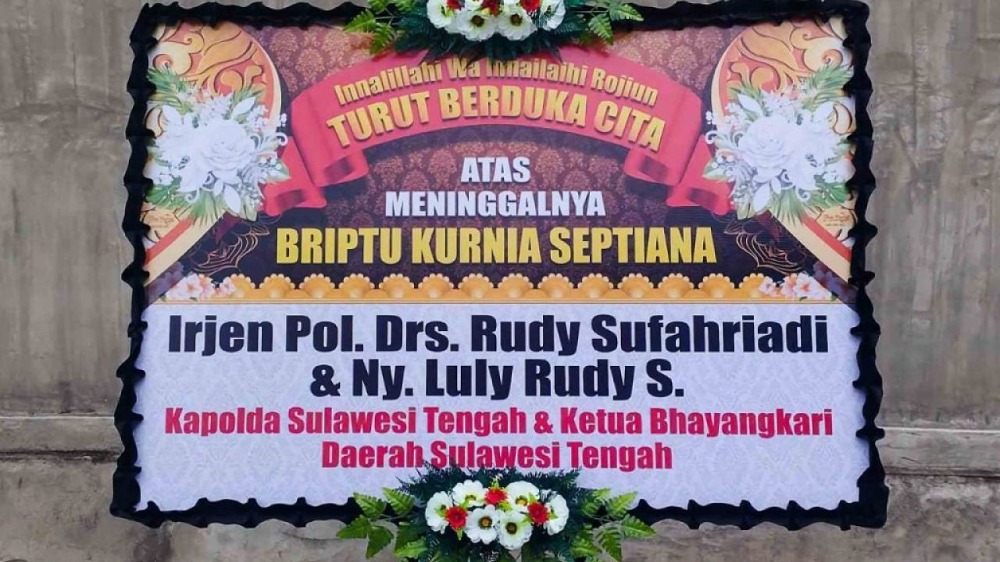 Innalillahi Wa Innailaihi Rojiun
TURUT BERDUKA CITA
ATAS
MENINGGALNYA
BRIPTU KURNIA SEPTIANA
Irjen Pol. Drs. Rudy Sufahriadi
& Ny. Luly Rudy S.
Kapolda Sulawesi Tengah & Ketua Bhayangkari
Daerah Sulawesi Tengah